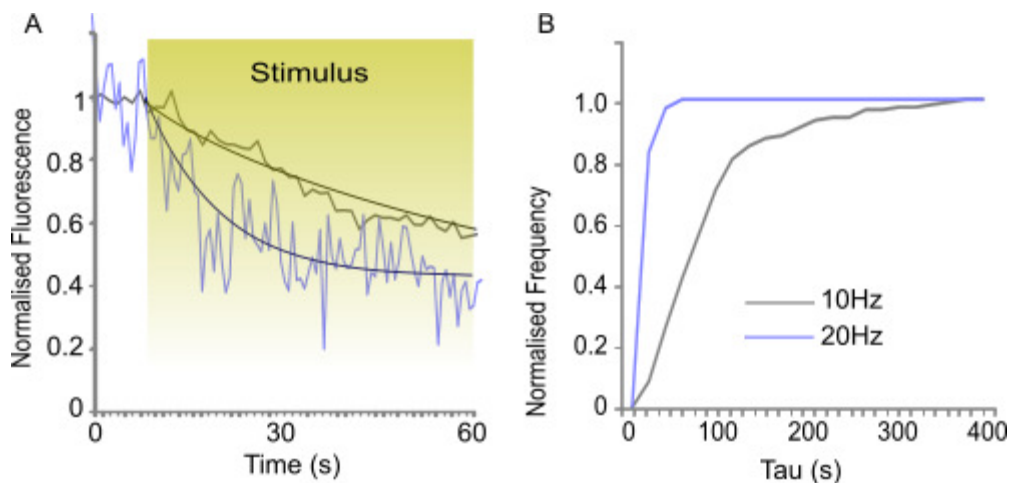 A
Stimulus
Normalised Fluorescence
1
0.8
0.6
0.4
0.2
0
0
30
60
Time (s)
B
Normalised Frequency
1.0
0.8
0.6
0.4
0.2
0
10Hz
20Hz
0
100
200
300
400
Tau (s)